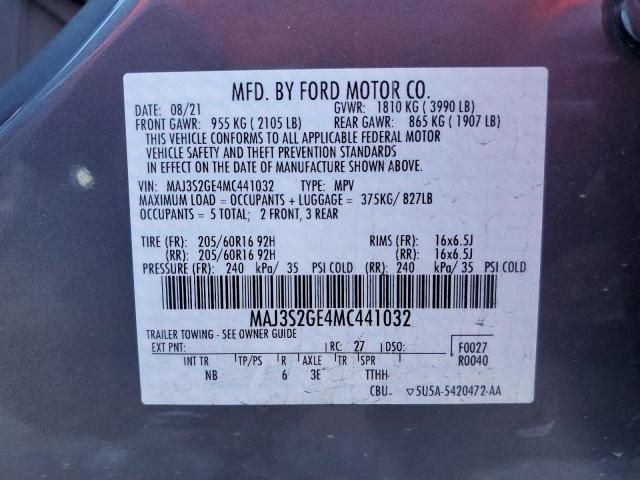 MFD. BY FORD MOTOR CO.
DATE: 08/21 GVWR: 1810 KG ( 3990 LB)
FRONT GAWR: 955 KG ( 2105 LB) REAR GAWR: 865 KG ( 1907 LB)
THIS VEHICLE CONFORMS TO ALL APPLICABLE FEDERAL MOTOR
VEHICLE SAFETY AND THEFT PREVENTION STANDARDS
IN EFFECT ON THE DATE OF MANUFACTURE SHOWN ABOVE.
VIN: MAJ3S2GE4MC441032 TYPE: MPV
MAXIMUM LOAD = OCCUPANTS + LUGGAGE = 375KG/ 827LB
OCCUPANTS = 5 TOTAL; 2 FRONT, 3 REAR
TIRE (FR): 205/60R16 92H RIMS (FR): 16x6.5J
(RR): 205/60R16 92H (RR): 16x6.5J
PRESSURE (FR): 240 kPa/ 35 PSI COLD (RR): 240 kPa/ 35 PSI COLD
MAJ3S2GE4MC441032
TRAILER TOWING - SEE OWNER GUIDE
EXT PNT: RC: 27 DSO: F0027
R0040
INT TR TP/PS R AXLE TR SPR
NB 6 3E TTHH
CBU ▽5U5A-5420472-AA